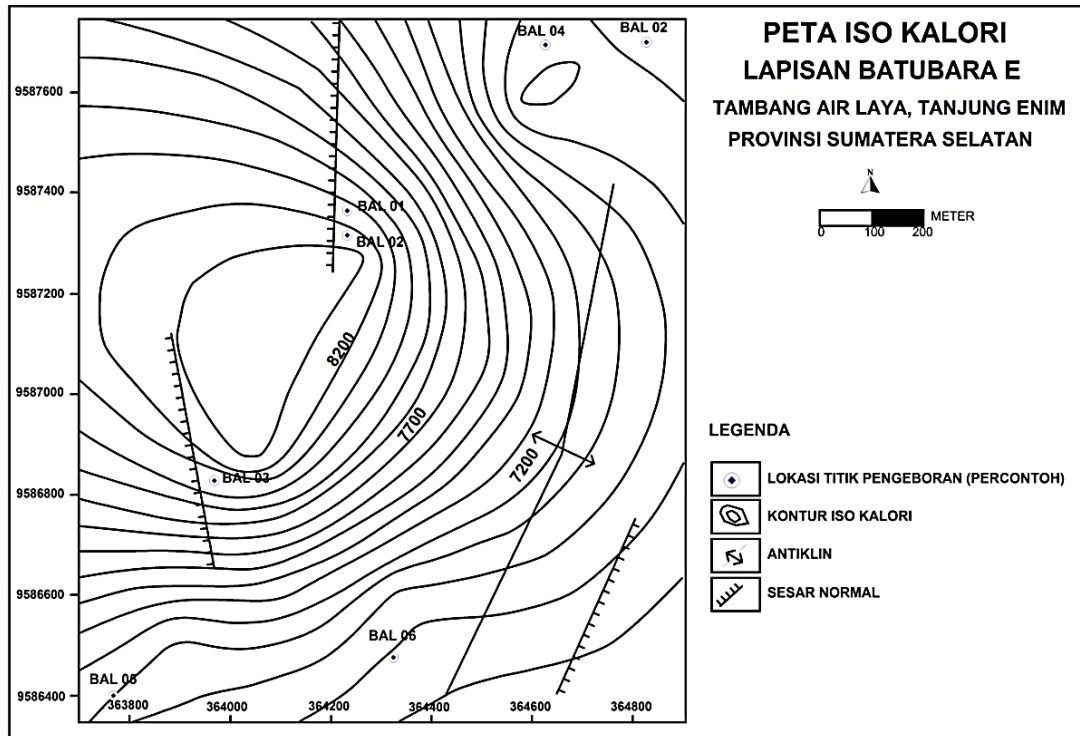 PETA ISO KALORI
LAPISAN BATUBARA E
TAMBANG AIR LAYA, TANJUNG ENIM
PROVINSI SUMATERA SELATAN
N
METER
0 100 200
BAL 04
BAL 02
9587600
9587400
BAL 01
BAL 02
9587200
8200
9587000
7700
7200
BAL 03
9586800
9586600
BAL 06
BAL 05
9586400
363800 364000 364200 364400 364600 364800
LEGENDA
LOKASI TITIK PENGEBORAN (PERCONTOH)
KONTUR ISO KALORI
ANTIKLIN
SESAR NORMAL